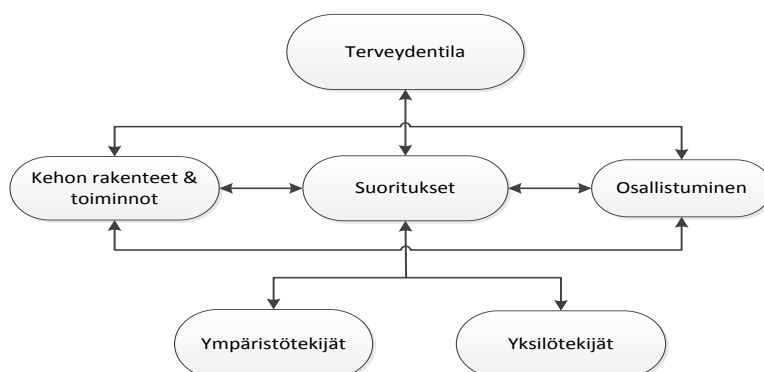 Terveydentila
Kehon rakenteet &
toiminnot
Suoritukset
Osallistuminen
Ympäristötekijät
Yksilötekijät